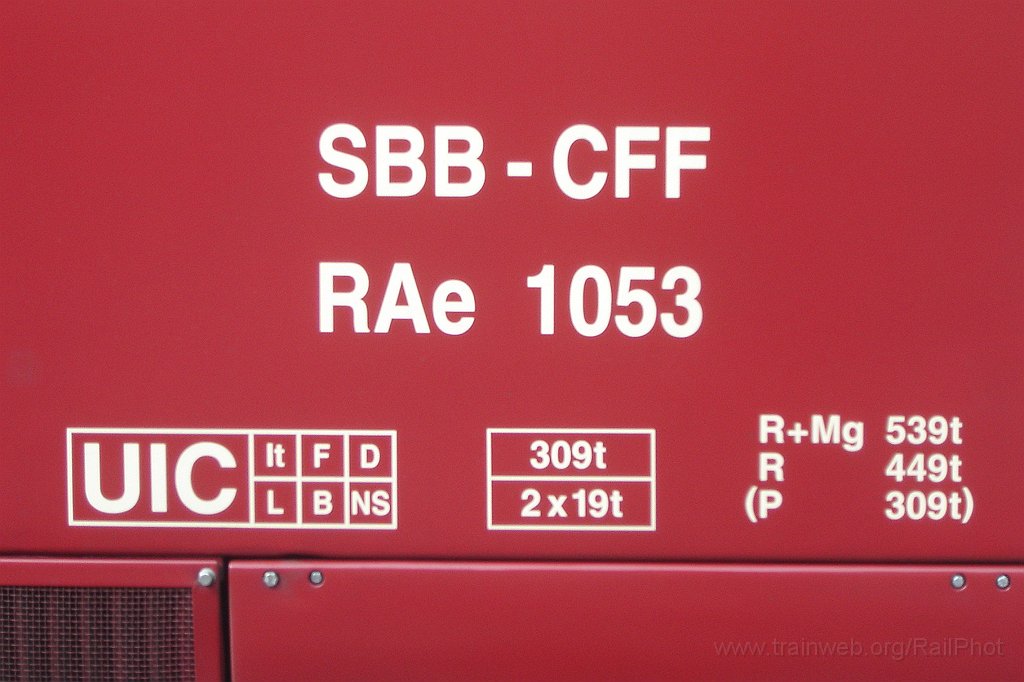 SBB - CFF
RAe 1053
UIC It F D
L B NS
309t
2 x 19t
R+Mg 539t
R 449t
(P 309t)
www.trainweb.org/RailPhot